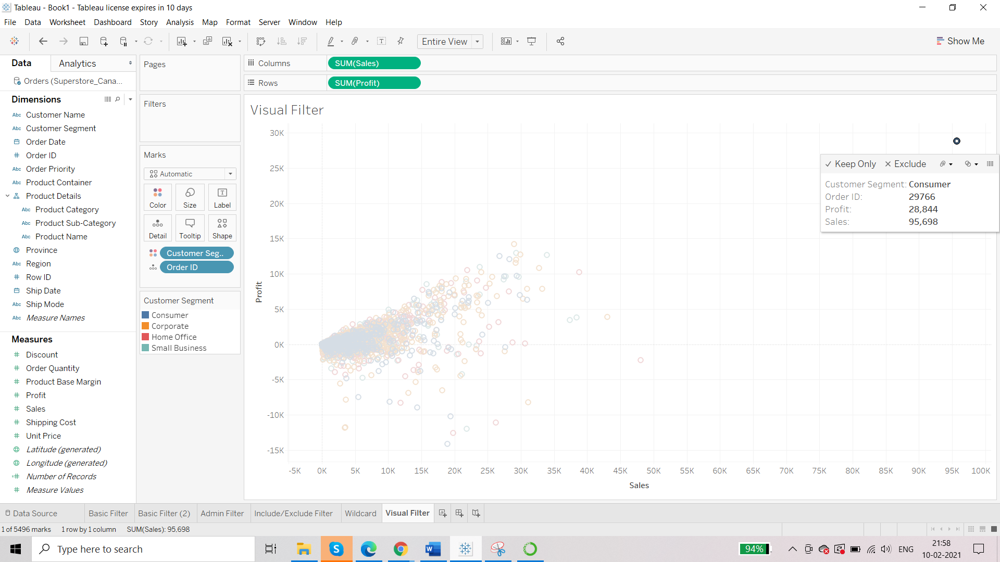 Tableau - Book1 - Tableau license expires in 10 days
File Data Worksheet Dashboard Story Analysis Map Format Server Window Help
Entire View
Show Me
Data Analytics
Orders (Superstore_Cana...
Dimensions
Abc Customer Name
Abc Customer Segment
Order Date
# Order ID
Abc Order Priority
Abc Product Container
Product Details
Abc Product Category
Abc Product Sub-Category
Abc Product Name
Province
Abc Region
# Row ID
Ship Date
Abc Ship Mode
Abc Measure Names
Measures
# Discount
# Order Quantity
# Product Base Margin
# Profit
# Sales
# Shipping Cost
# Unit Price
Latitude (generated)
Longitude (generated)
=# Number of Records
# Measure Values
Pages
Filters
Marks
Automatic
Color Size Label
Detail Tooltip Shape
Customer Seg..
Order ID
Customer Segment
Consumer
Corporate
Home Office
Small Business
Columns SUM(Sales)
Rows SUM(Profit)
Visual Filter
30K
25K
20K
15K
10K
5K
0K
-5K
-10K
-15K
Profit
-5K 0K 5K 10K 15K 20K 25K 30K 35K 40K 45K 50K 55K 60K 65K 70K 75K 80K 85K 90K 95K 100K
Sales
Keep Only Exclude
Customer Segment: Consumer
Order ID: 29766
Profit: 28,844
Sales: 95,698
Data Source Basic Filter Basic Filter (2) Admin Filter Include/Exclude Filter Wildcard Visual Filter
1 of 5496 marks 1 row by 1 column SUM(Sales): 95,698
Type here to search
94%
ENG
21:58
10-02-2021